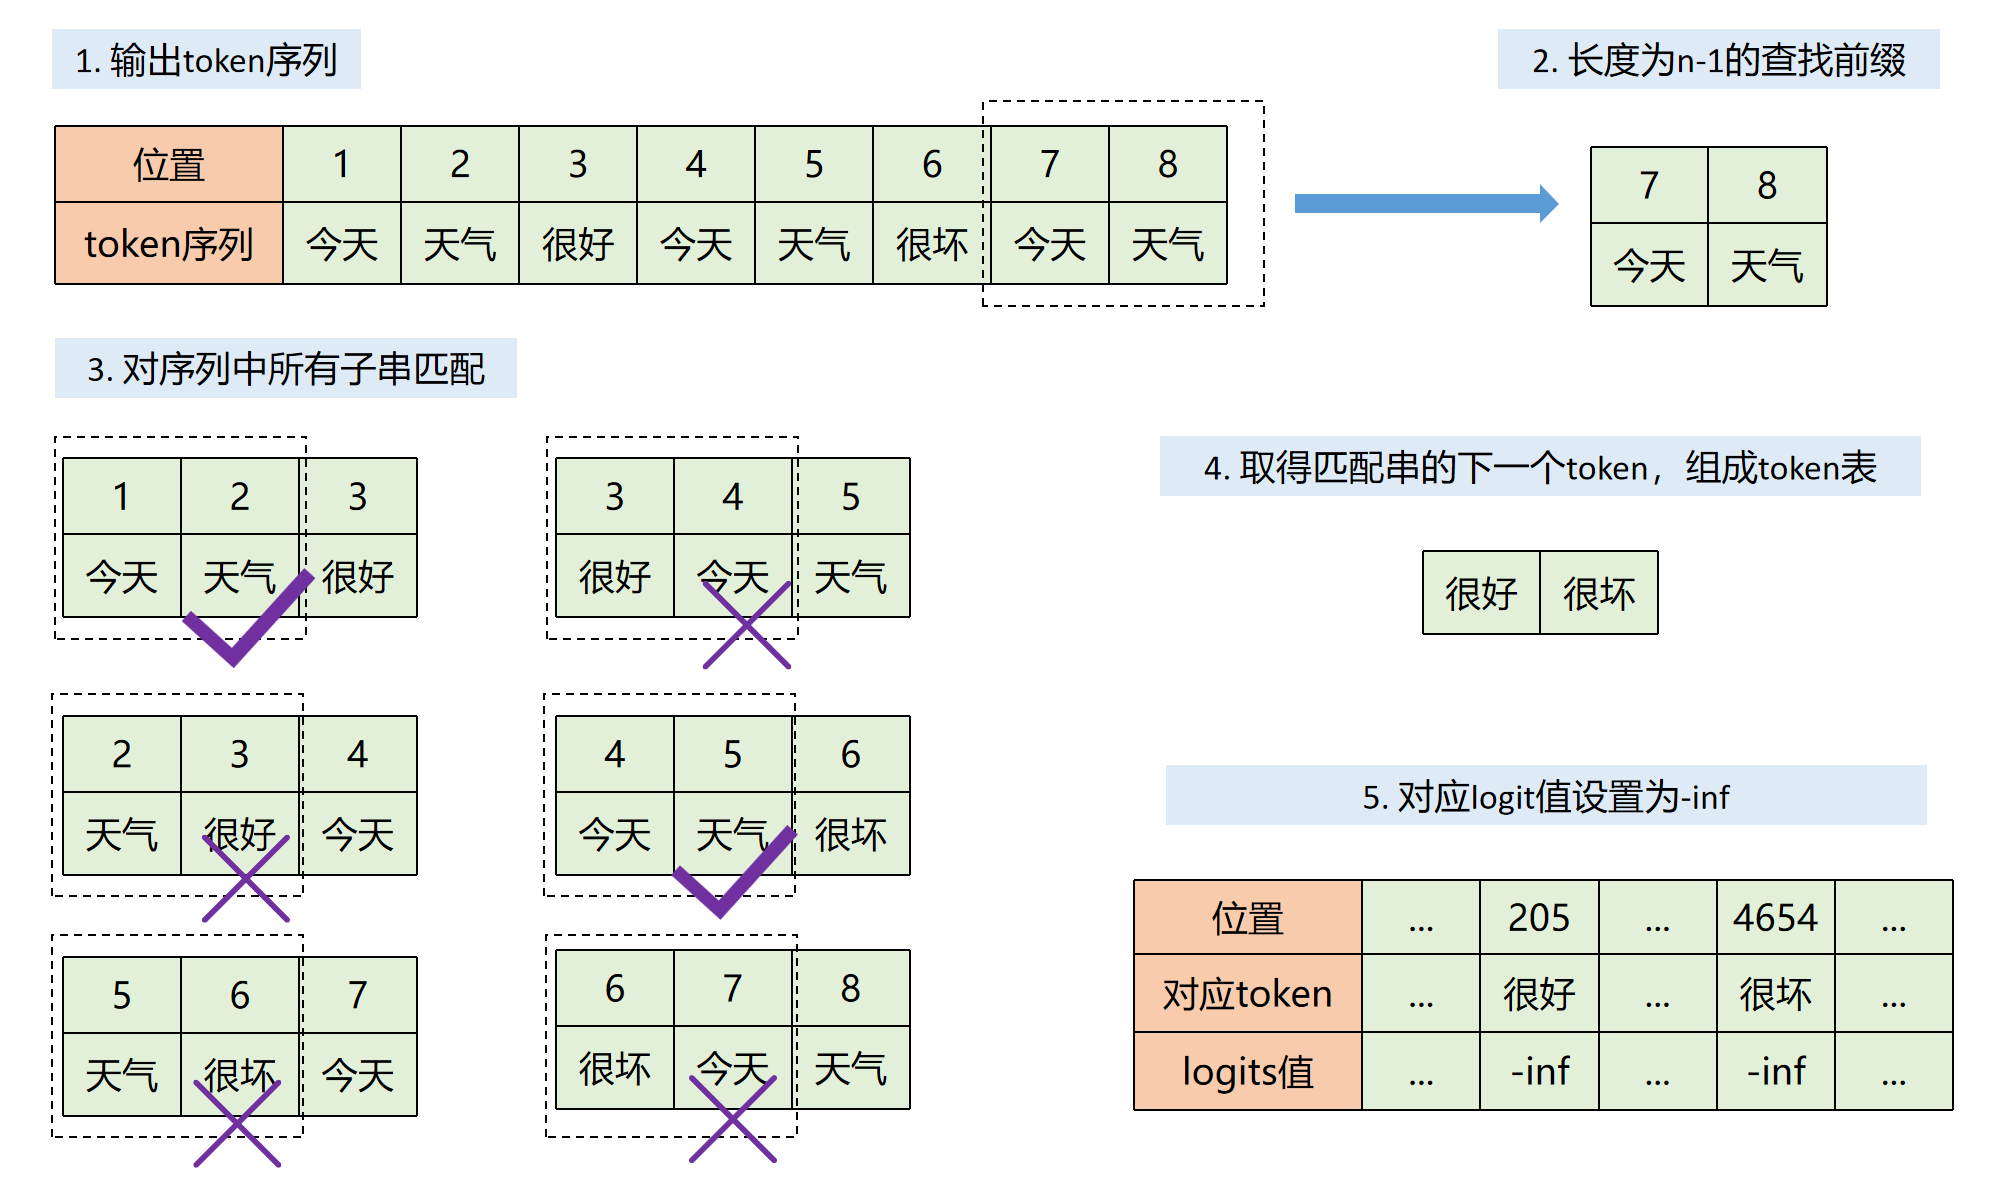 1. 输出token序列
2. 长度为n-1的查找前缀
位置 1 2 3 4 5 6 7 8
token序列 今天 天气 很好 今天 天气 很坏 今天 天气
7 8
今天 天气
3. 对序列中所有子串匹配
1 2 3
今天 天气 很好
3 4 5
很好 今天 天气
2 3 4
天气 很好 今天
4 5 6
今天 天气 很坏
5 6 7
天气 很坏 今天
6 7 8
很坏 今天 天气
4. 取得匹配串的下一个token，组成token表
很好 很坏
5. 对应logit值设置为-inf
位置 ... 205 ... 4654 ...
对应token ... 很好 ... 很坏 ...
logits值 ... -inf ... -inf ...